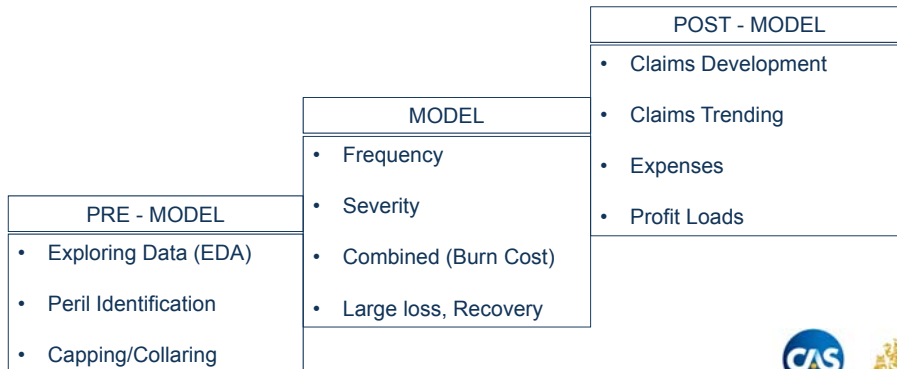 PRE - MODEL
• Exploring Data (EDA)
• Peril Identification
• Capping/Collaring
MODEL
• Frequency
• Severity
• Combined (Burn Cost)
• Large loss, Recovery
POST - MODEL
• Claims Development
• Claims Trending
• Expenses
• Profit Loads
CAS